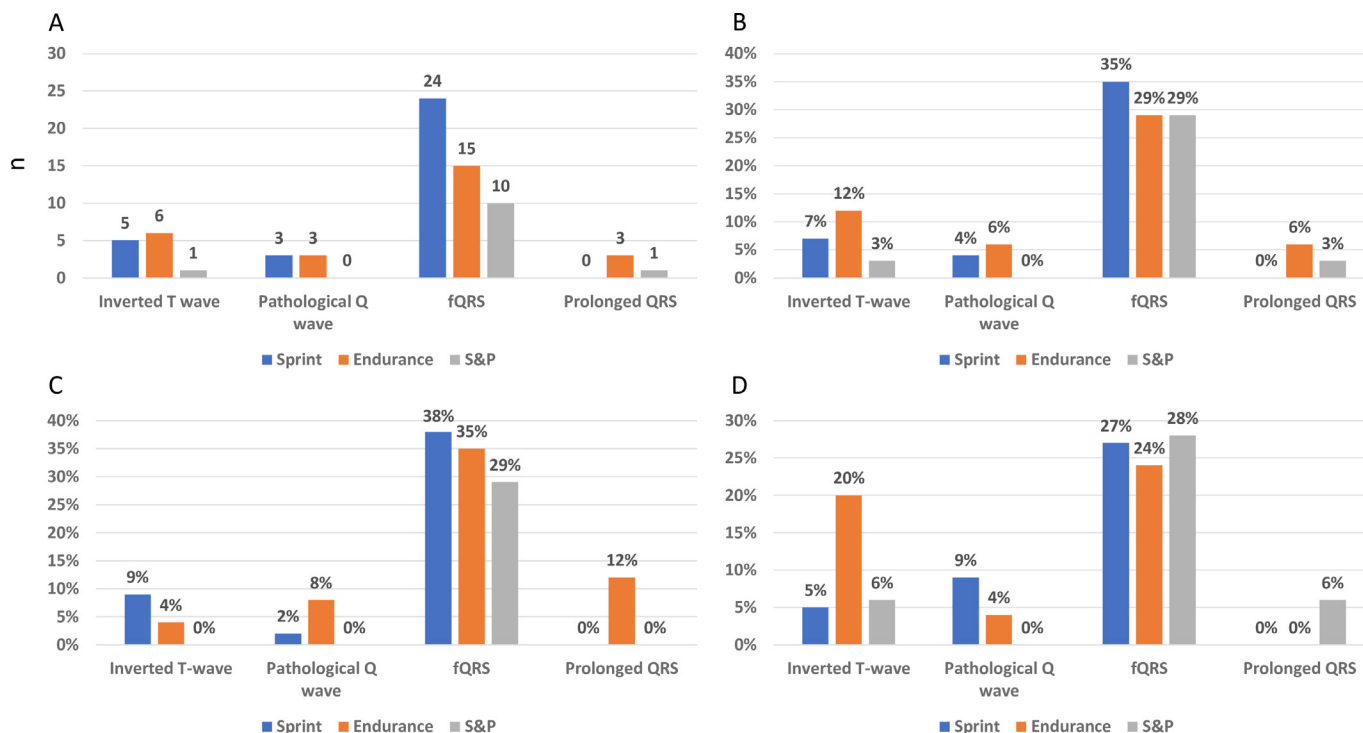 A
30
25
20
15
10
5
0
n
5
6
1
3
3
0
24
15
10
0
3
1
Inverted T wave
Pathological Q
wave
fQRS
Prolonged QRS
Sprint
Endurance
S&P
B
40%
35%
30%
25%
20%
15%
10%
5%
0%
7%
12%
3%
4%
6%
0%
35%
29%
29%
0%
6%
3%
Inverted T-wave
Pathological Q
wave
fQRS
Prolonged QRS
Sprint
Endurance
S&P
C
40%
35%
30%
25%
20%
15%
10%
5%
0%
9%
4%
0%
2%
8%
0%
38%
35%
29%
0%
12%
0%
Inverted T-wave
Pathological Q
wave
fQRS
Prolonged QRS
Sprint
Endurance
S&P
D
30%
25%
20%
15%
10%
5%
0%
5%
20%
6%
9%
4%
0%
27%
24%
28%
0%
0%
6%
Inverted T-wave
Pathological Q
wave
fQRS
Prolonged QRS
Sprint
Endurance
S&P